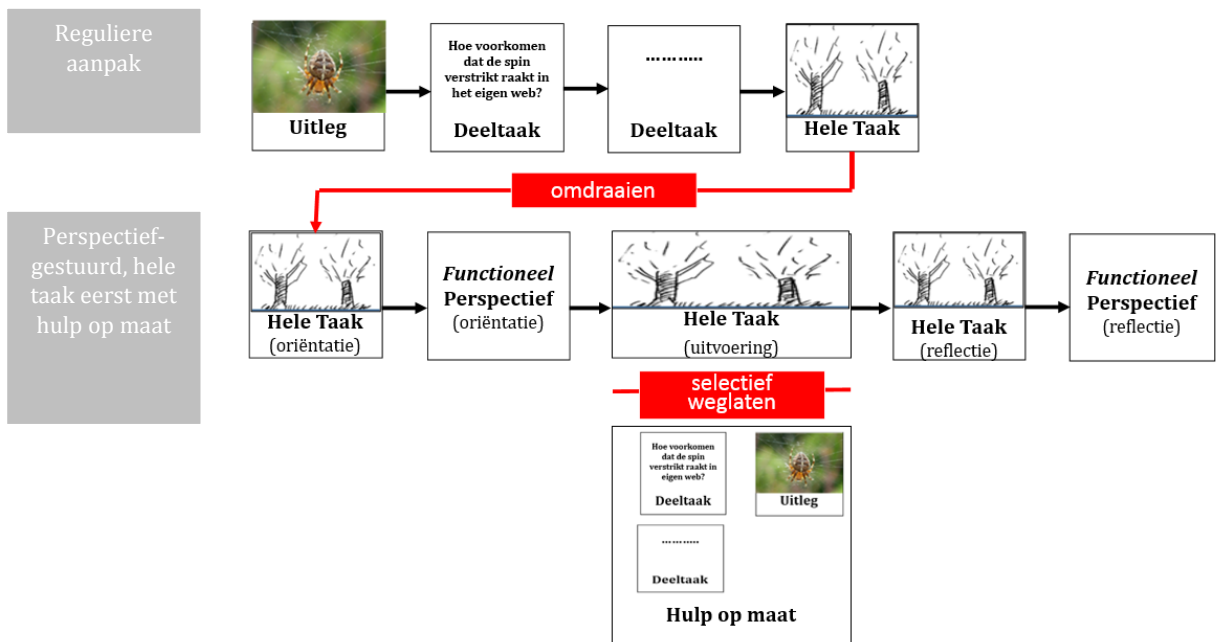 Reguliere
aanpak
Uitleg
Hoe voorkomen
dat de spin
verstrikt raakt in
het eigen web?
Deeltaak
………..
Deeltaak
Hele Taak
omdraaien
Perspectief-
gestuurd, hele
taak eerst met
hulp op maat
Hele Taak
(oriëntatie)
Functioneel
Perspectief
(oriëntatie)
Hele Taak
(uitvoering)
Hele Taak
(reflectie)
Functioneel
Perspectief
(reflectie)
selectief
weglaten
Hoe voorkomen
dat de spin
verstrikt raakt in
eigen web?
Deeltaak
Uitleg
………..
Deeltaak
Hulp op maat